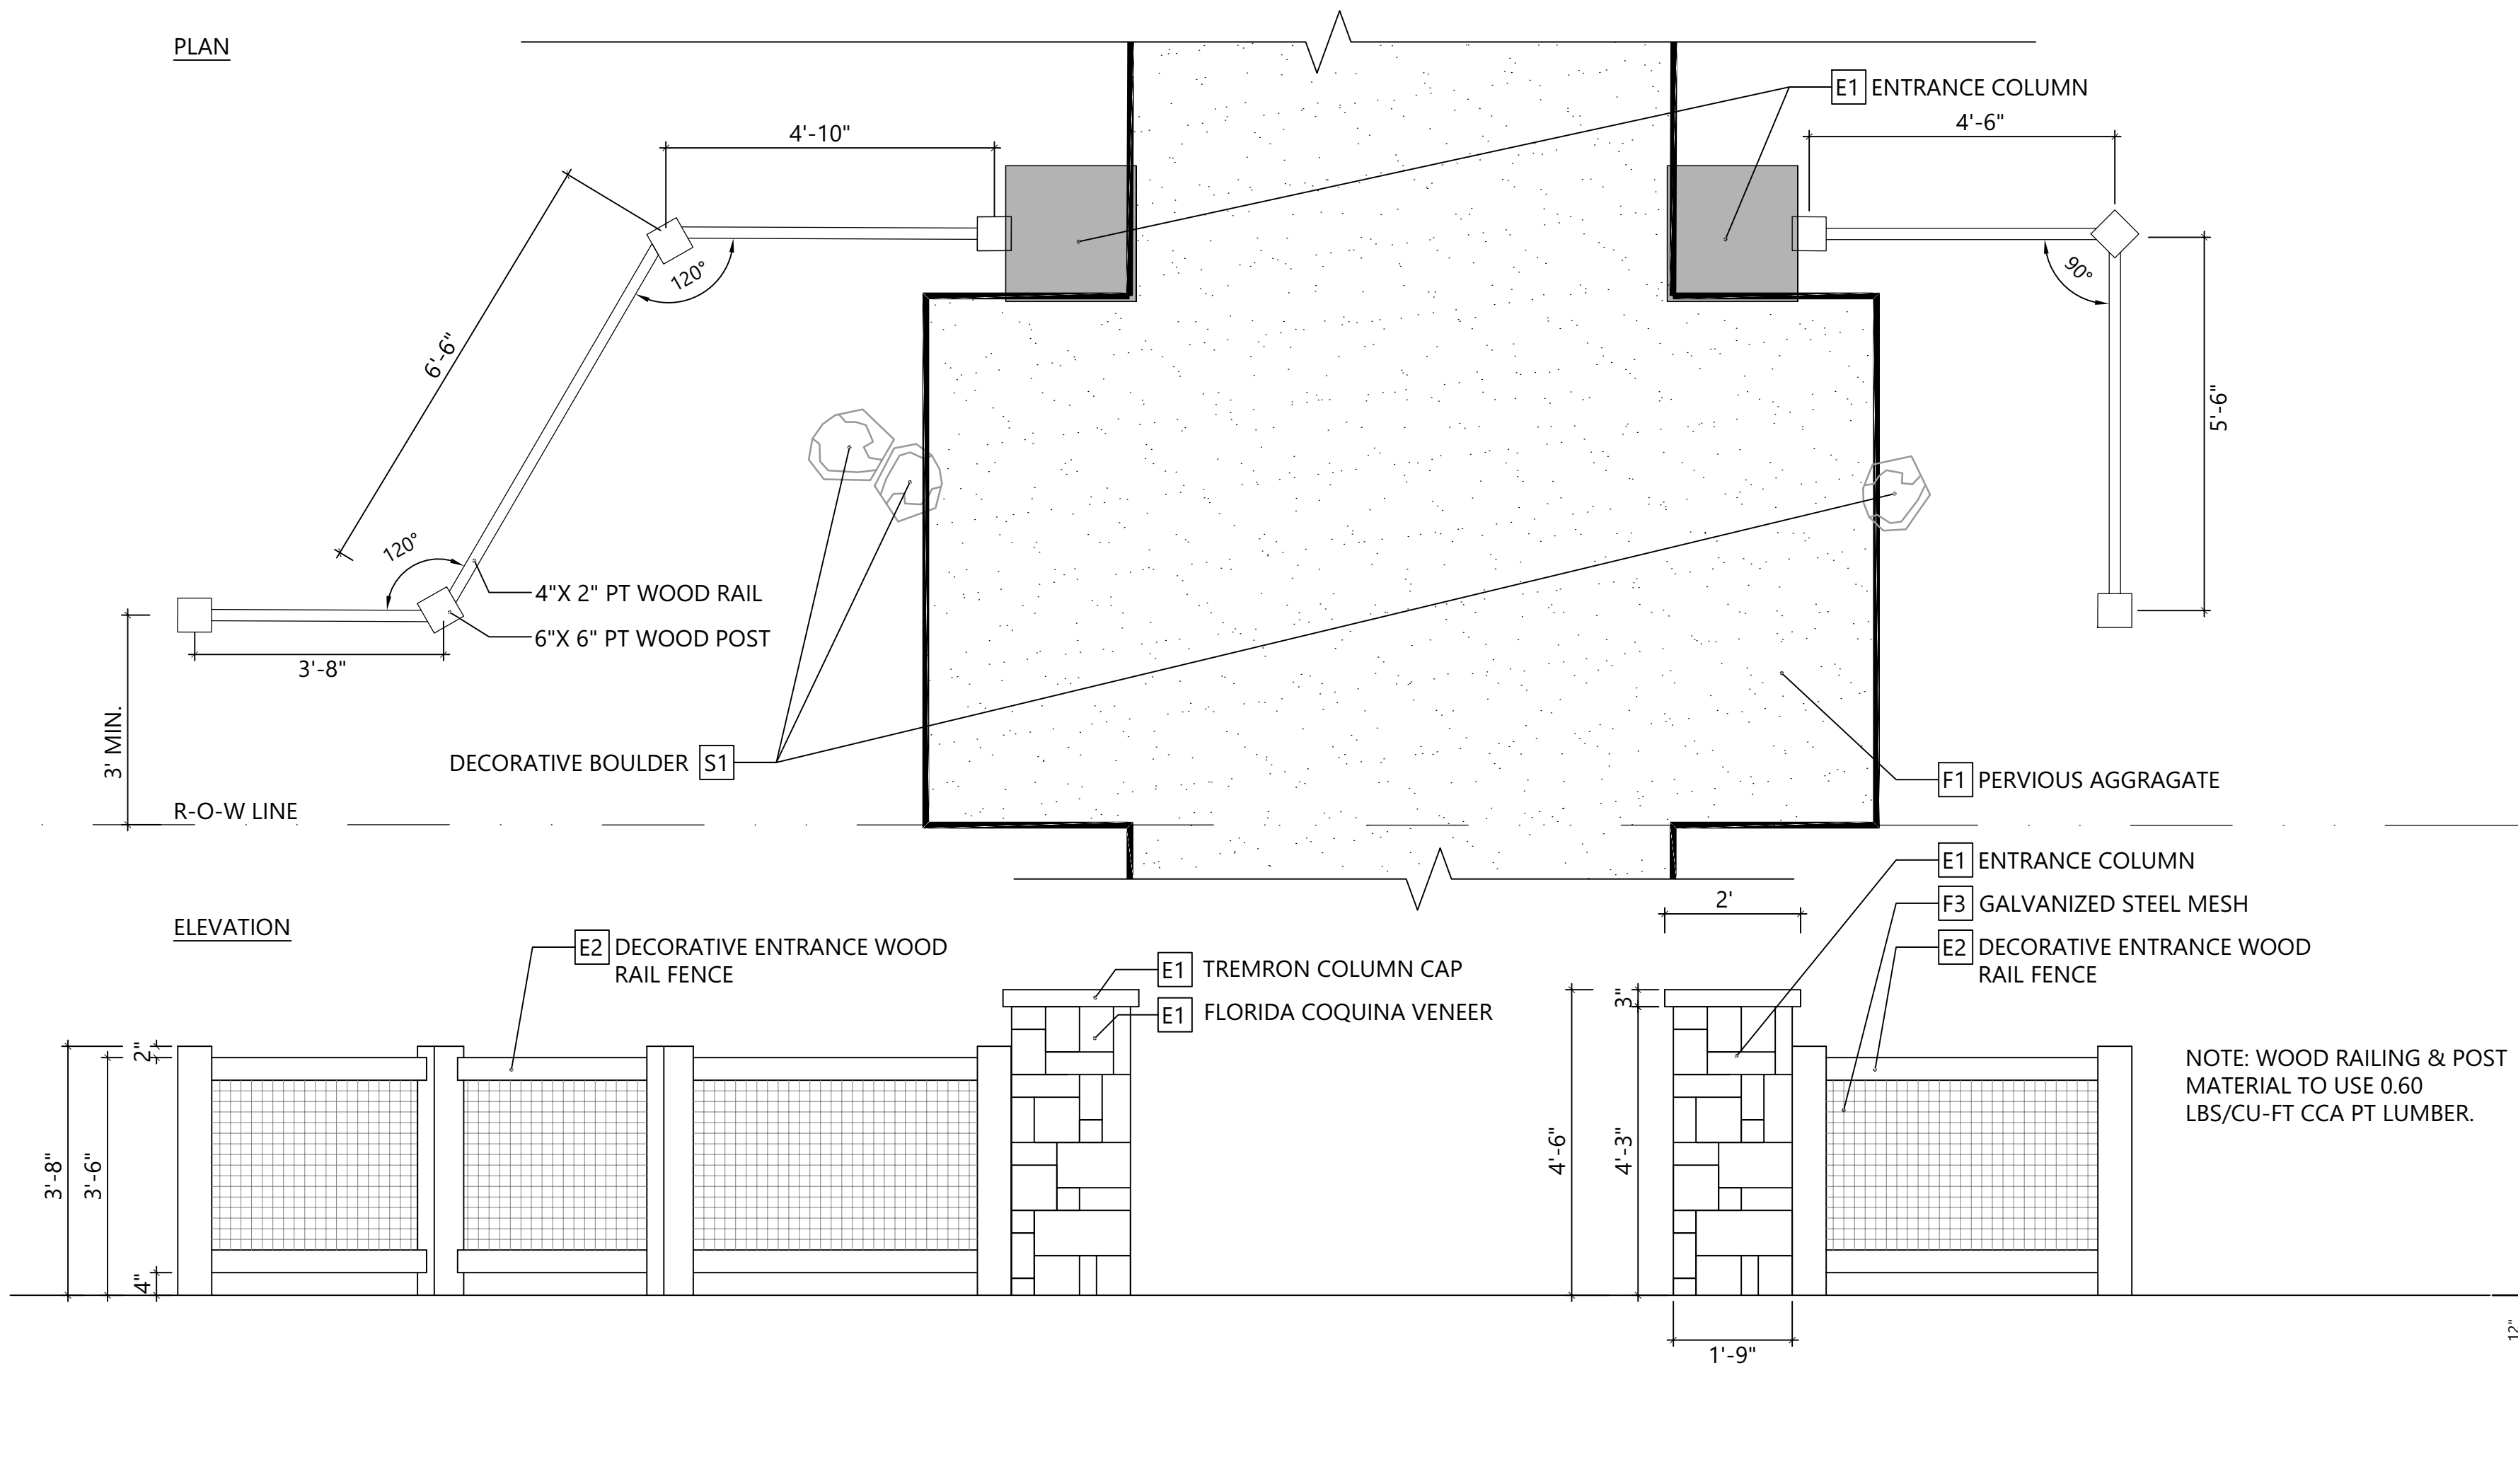 PLAN
E1 ENTRANCE COLUMN
4'-10"
4'-6"
120°
90°
6'-6"
5'-6"
120°
4"X 2" PT WOOD RAIL
6"X 6" PT WOOD POST
3'-8"
3' MIN.
DECORATIVE BOULDER S1
F1 PERVIOUS AGGRAGATE
R-O-W LINE
E1 ENTRANCE COLUMN
2'
F3 GALVANIZED STEEL MESH
ELEVATION
E2 DECORATIVE ENTRANCE WOOD
RAIL FENCE
E2 DECORATIVE ENTRANCE WOOD
RAIL FENCE
E1 TREMRON COLUMN CAP
E1 FLORIDA COQUINA VENEER
3"
2"
NOTE: WOOD RAILING & POST
MATERIAL TO USE 0.60
LBS/CU-FT CCA PT LUMBER.
3'-8"
3'-6"
4'-6"
4'-3"
4"
12"
1'-9"